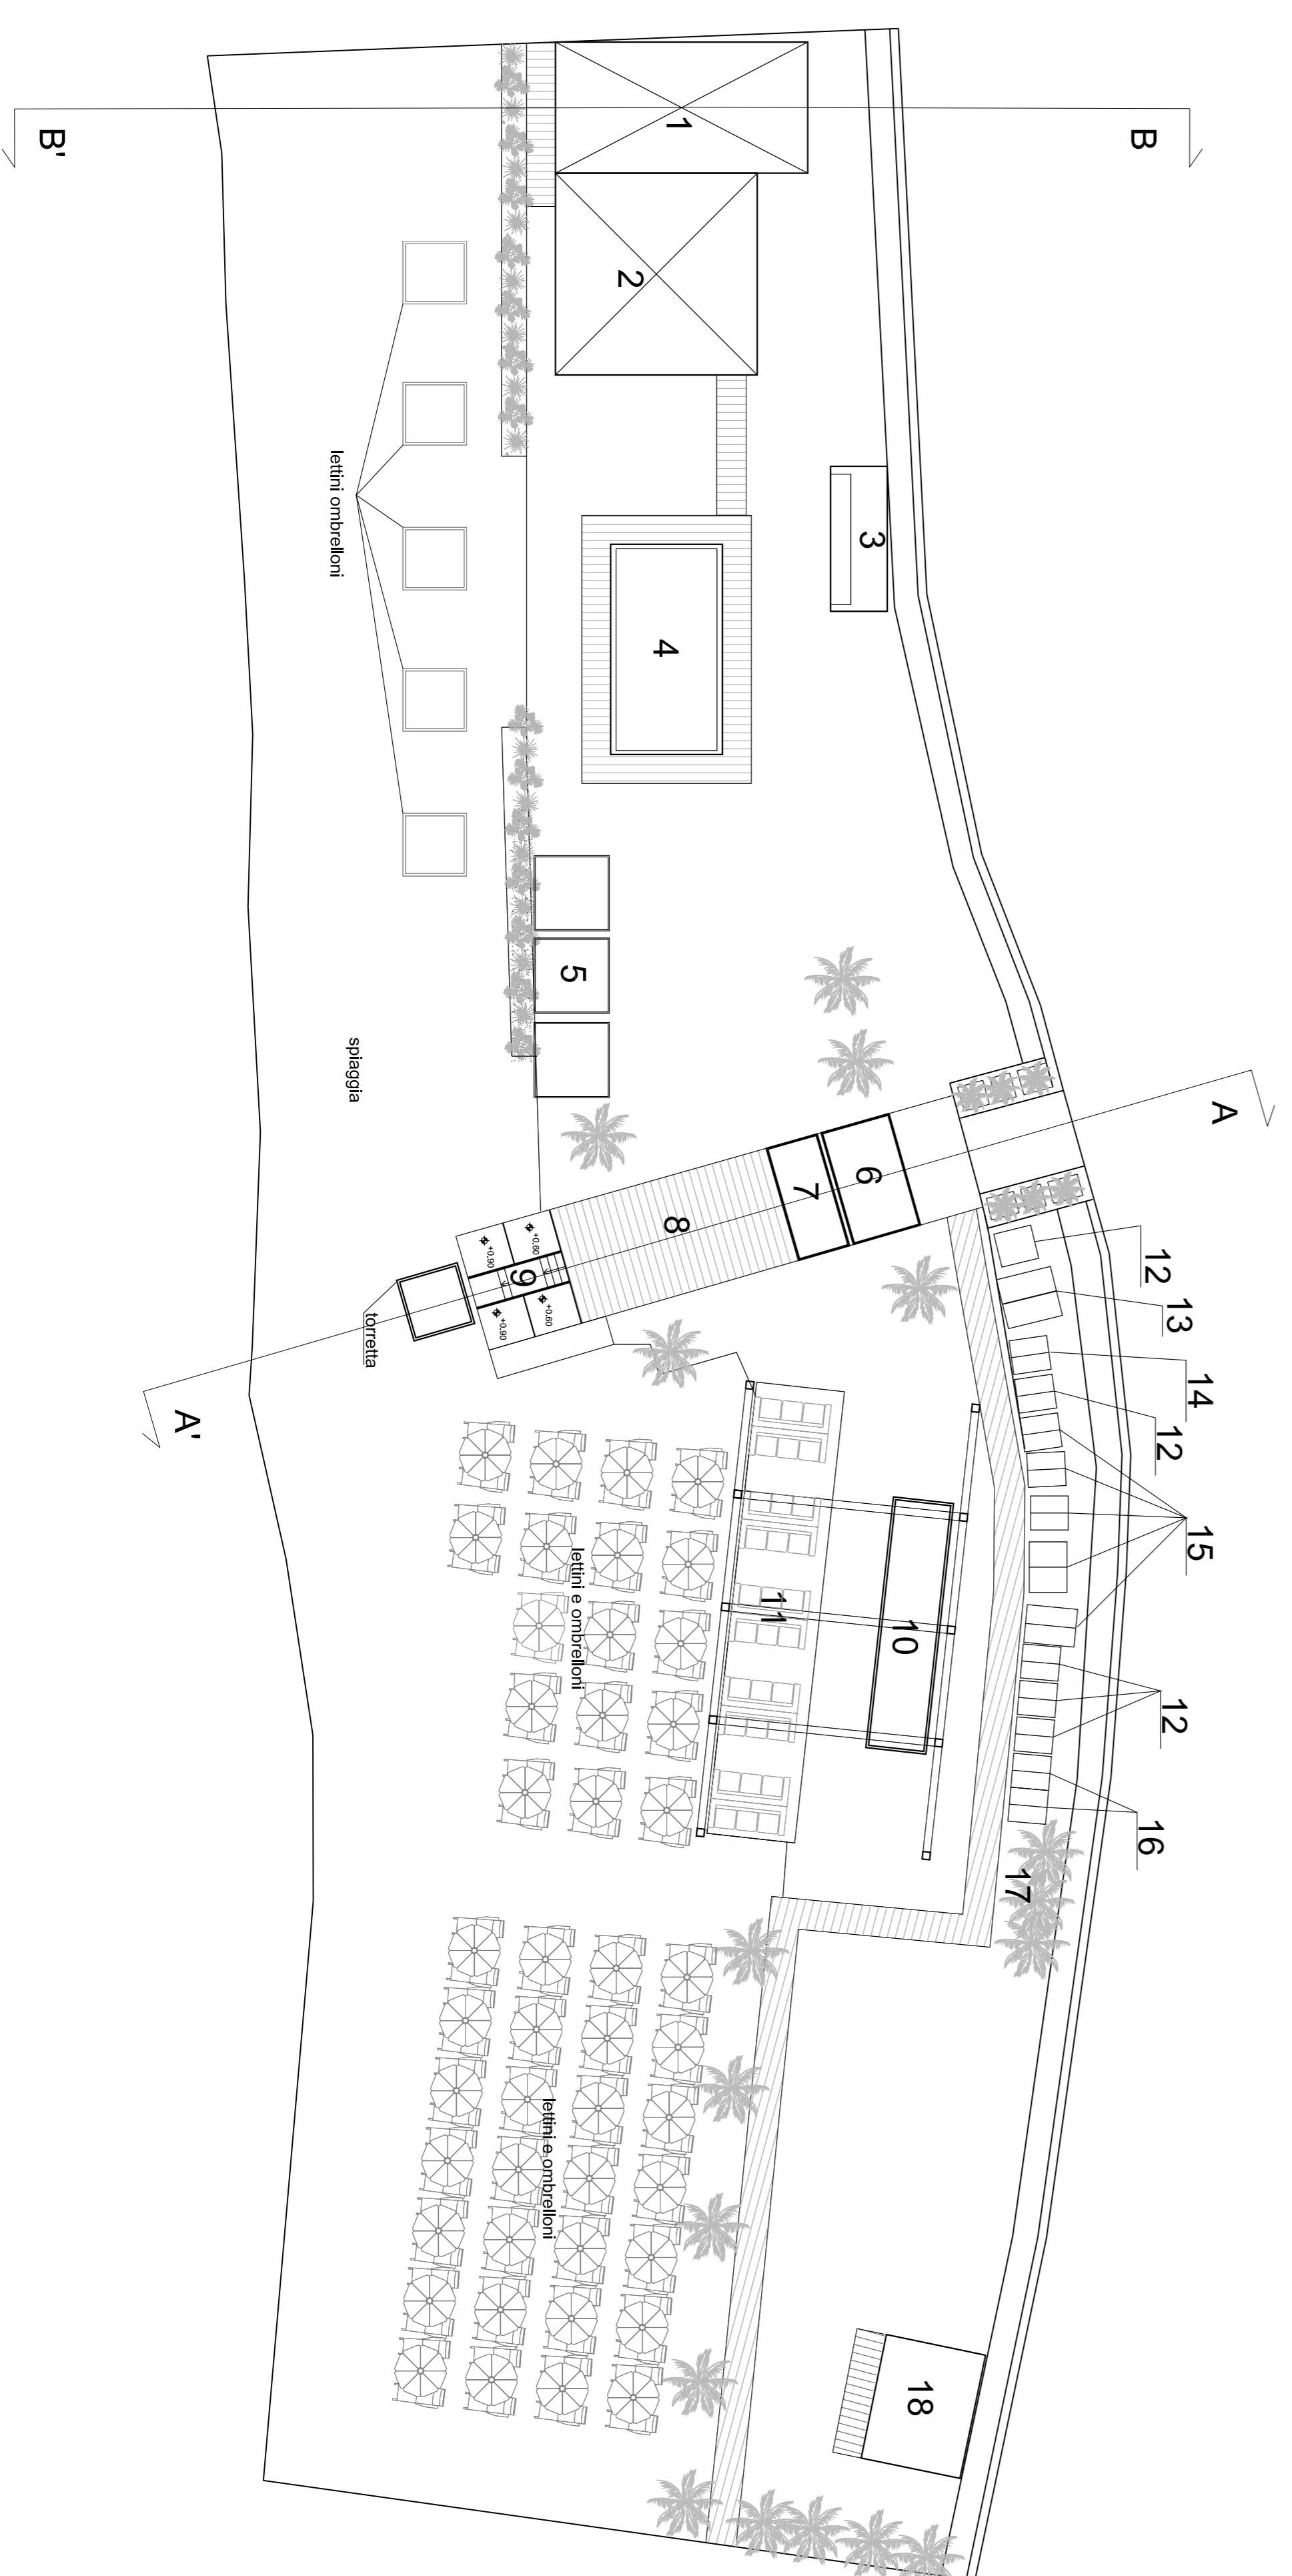 B'
B
1
2
3
lettini ombrelloni
4
5
spiaggia
A
6
7
8
+0,60
+0,90
9
+0,60
+0,90
torretta
12
13
14
12
A'
15
lettini e ombrelloni
11
10
12
16
17
lettini e ombrelloni
18